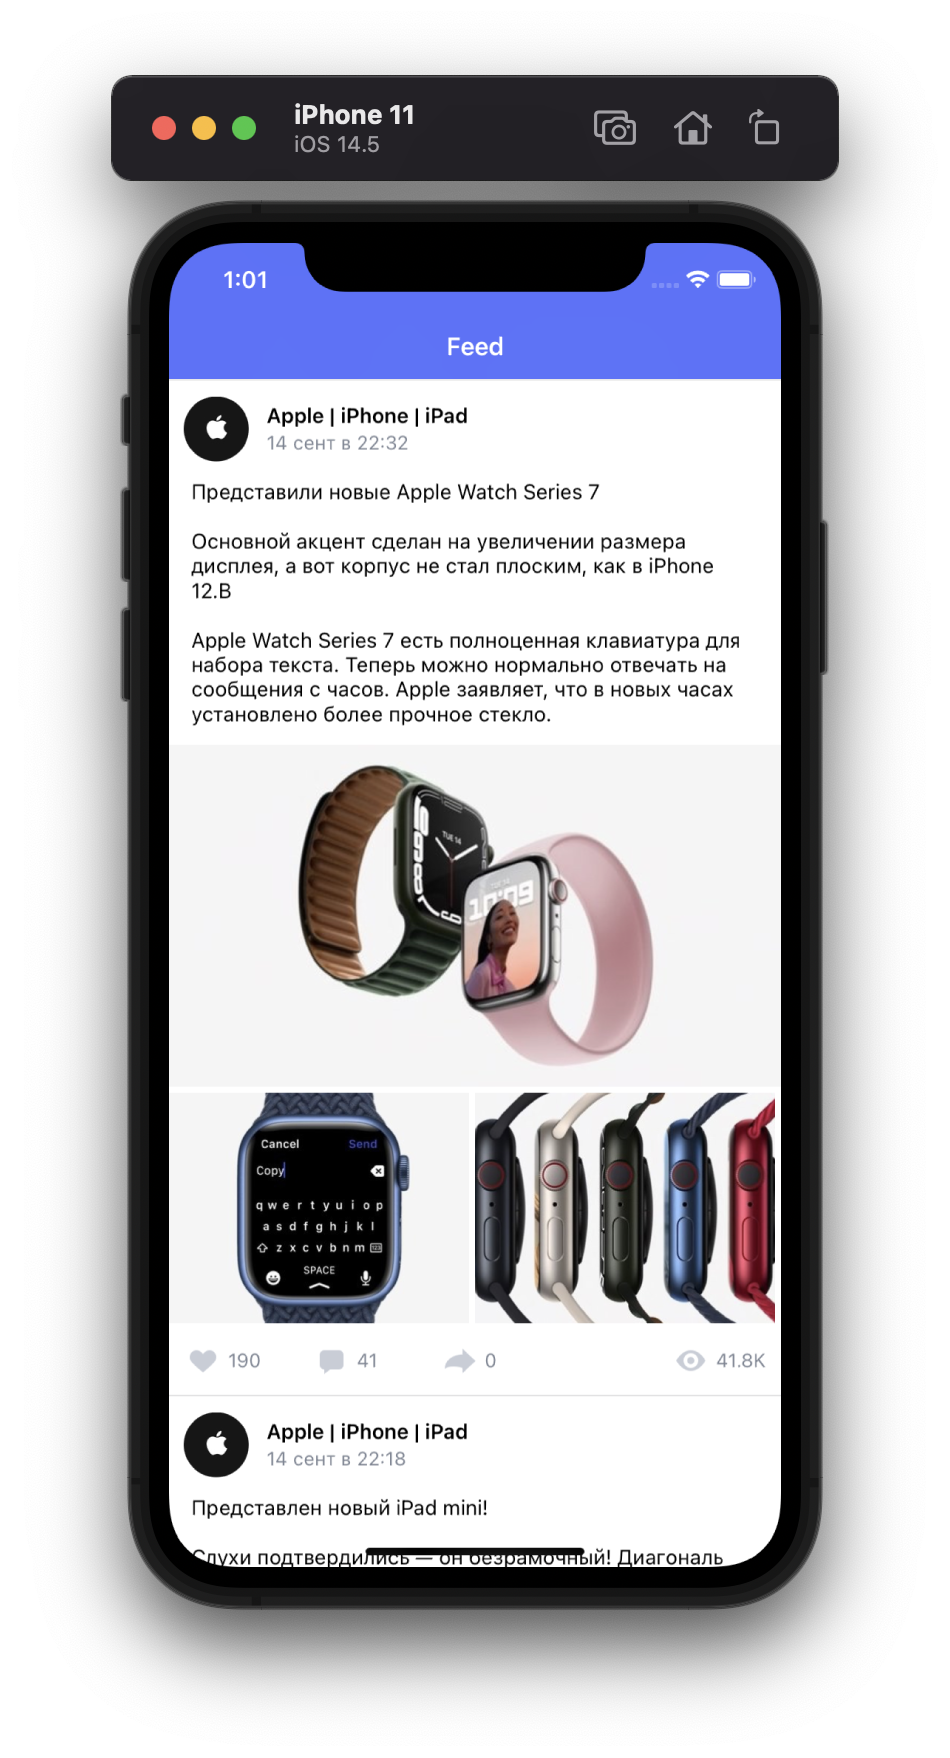 iPhone 11
iOS 14.5
1:01
Feed
Apple | iPhone | iPad
14 сент в 22:32
Представили новые Apple Watch Series 7
Основной акцент сделан на увеличении размера
дисплея, а вот корпус не стал плоским, как в iPhone
12.В
Apple Watch Series 7 есть полноценная клавиатура для
набора текста. Теперь можно нормально отвечать на
сообщения с часов. Apple заявляет, что в новых часах
установлено более прочное стекло.
TUE 14
10:09
Cancel Send
Copy
q w e r t y u i o p
a s d f g h j k l
z x c v b n m 123
SPACE
190 41 0 41.8K
Apple | iPhone | iPad
14 сент в 22:18
Представлен новый iPad mini!
Слухи подтвердились — он безрамочный! Диагональ